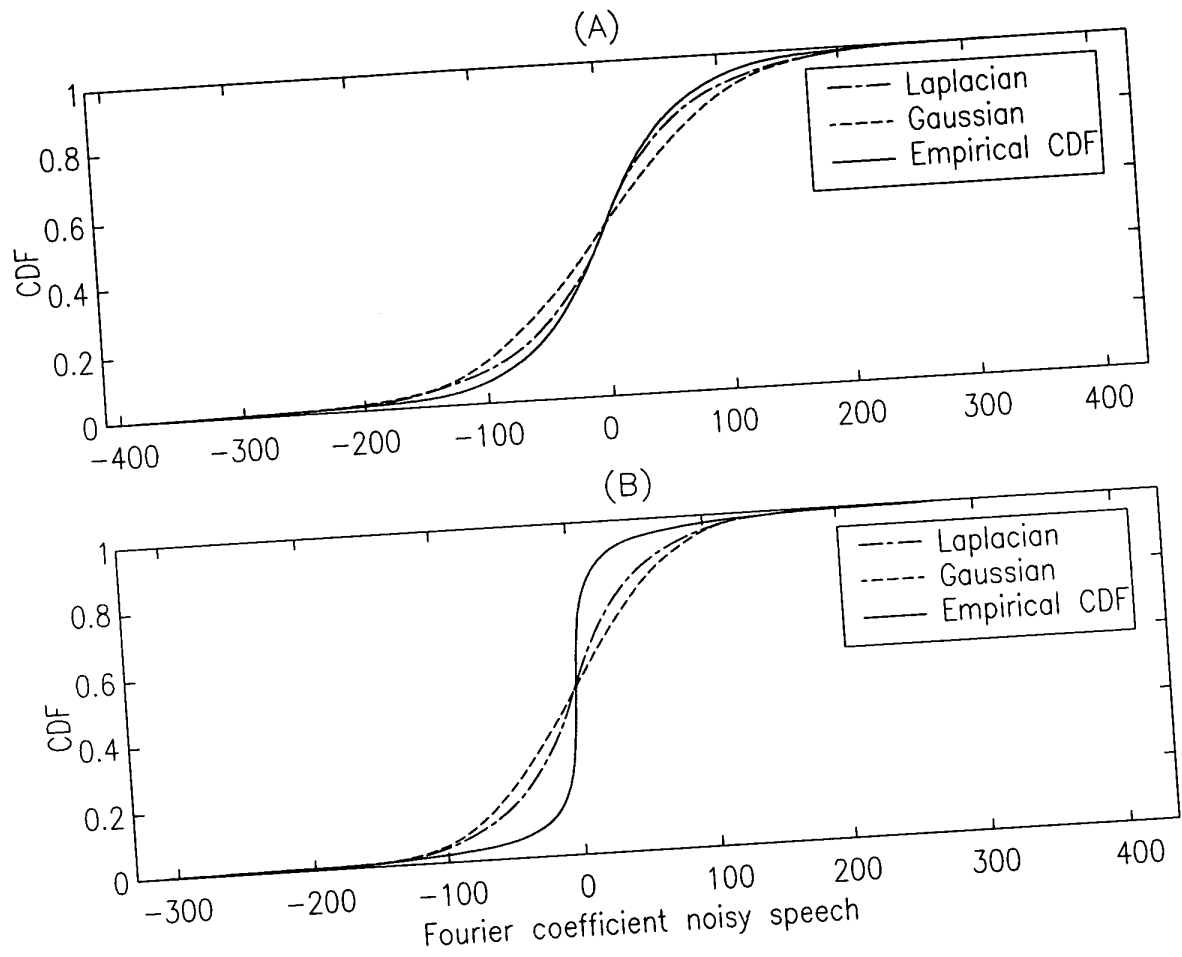 (A)
1
0.8
0.6
0.4
0.2
0
CDF
Laplacian
Gaussian
Empirical CDF
−400 −300 −200 −100 0 100 200 300 400
(B)
1
0.8
0.6
0.4
0.2
0
CDF
Laplacian
Gaussian
Empirical CDF
−300 −200 −100 0 100 200 300 400
Fourier coefficient noisy speech